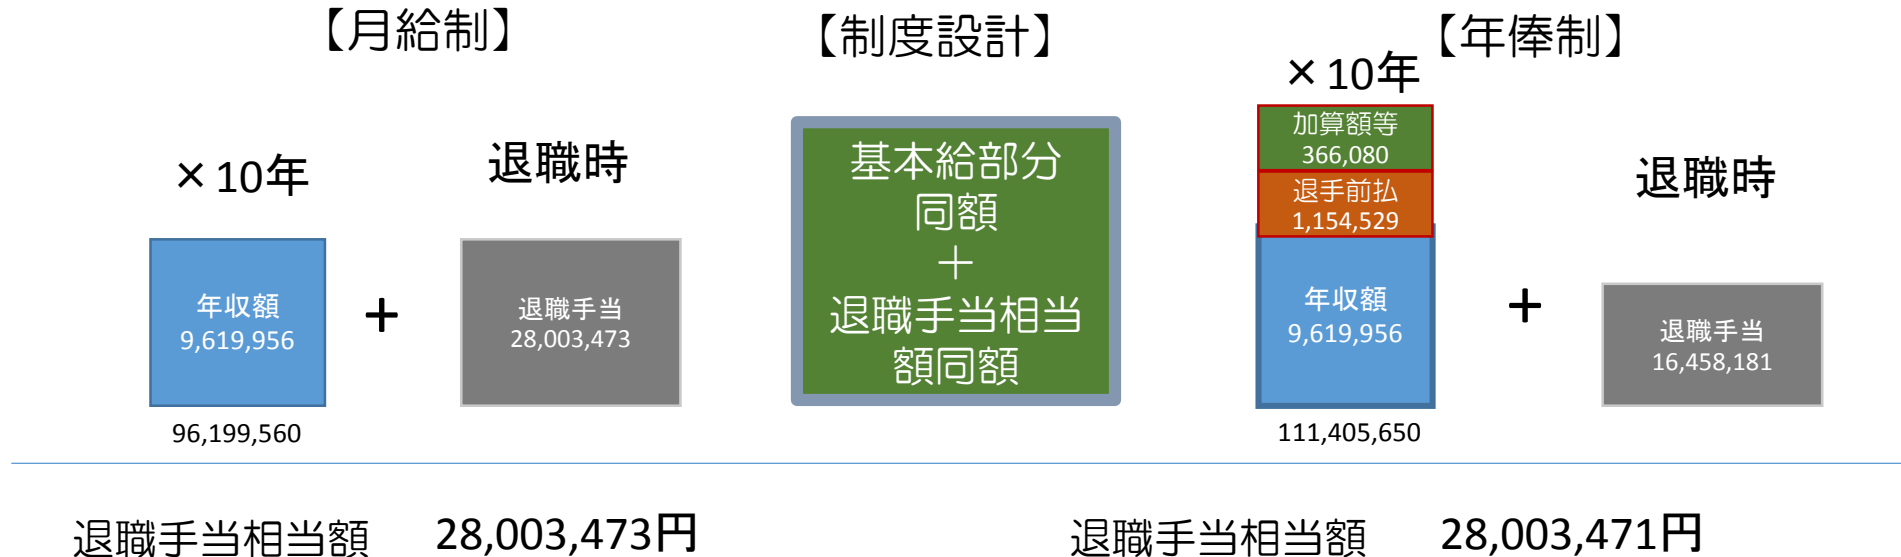 【月給制】
【制度設計】
【年俸制】
×10年
退職時
年収額
9,619,956
+
退職手当
28,003,473
96,199,560
基本給部分
同額
＋
退職手当相当
額同額
×10年
加算額等
366,080
退手前払
1,154,529
年収額
9,619,956
111,405,650
+
退職時
退職手当
16,458,181
退職手当相当額 28,003,473円
退職手当相当額 28,003,471円